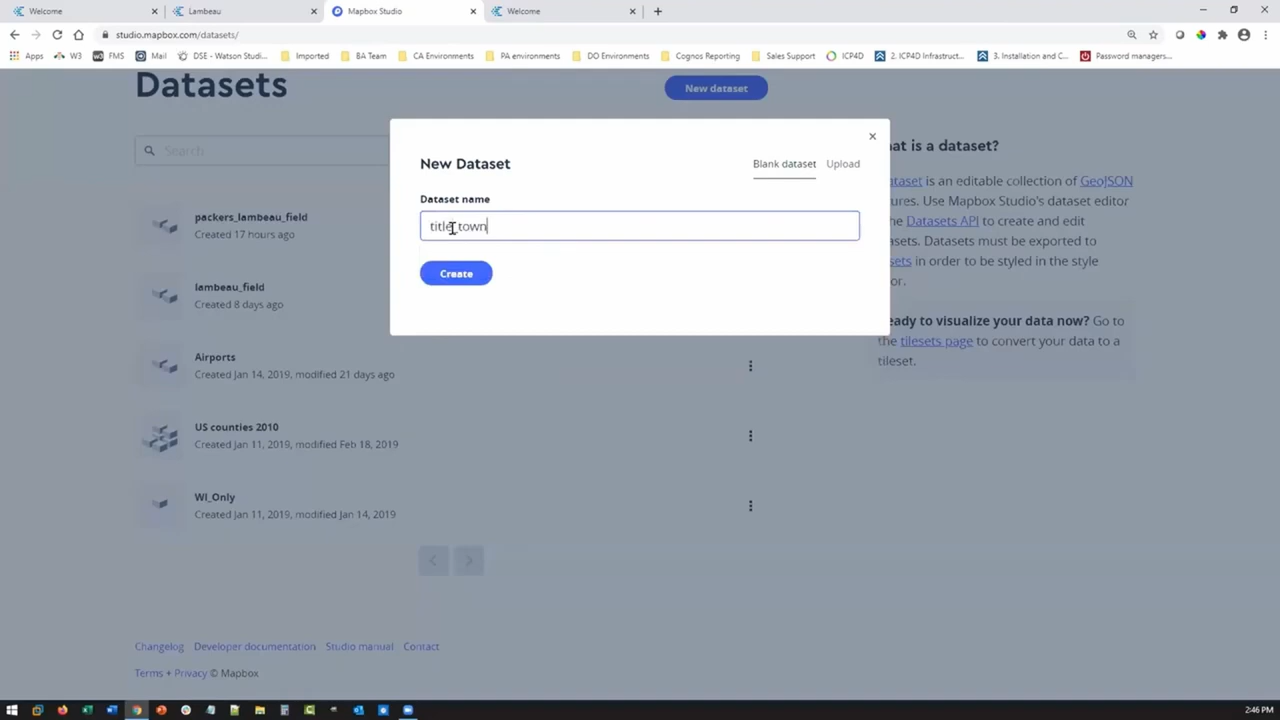 Welcome
Lambeau
Mapbox Studio
Welcome
studio.mapbox.com/datasets/
Apps
W3
FMS
Mail
DSE - Watson Studi...
Imported
BA Team
CA Environments
PA environments
DO Environments
Cognos Reporting
Sales Support
ICP4D
2. ICP4D Infrastruct...
3. Installation and C...
Password managers...
Datasets
New dataset
Search
New Dataset
Blank dataset
Upload
Dataset name
title_town
Create
packers_lambeau_field
Created 17 hours ago
lambeau_field
Created 8 days ago
Airports
Created Jan 14, 2019, modified 21 days ago
US counties 2010
Created Jan 11, 2019, modified Feb 18, 2019
WI_Only
Created Jan 11, 2019, modified Jan 14, 2019
at is a dataset?
ataset is an editable collection of GeoJSON
tures. Use Mapbox Studio's dataset editor
the Datasets API to create and edit
asets. Datasets must be exported to
sets in order to be styled in the style
or.
eady to visualize your data now? Go to
the tilesets page to convert your data to a
tileset.
Changelog
Developer documentation
Studio manual
Contact
Terms + Privacy © Mapbox
2:46 PM